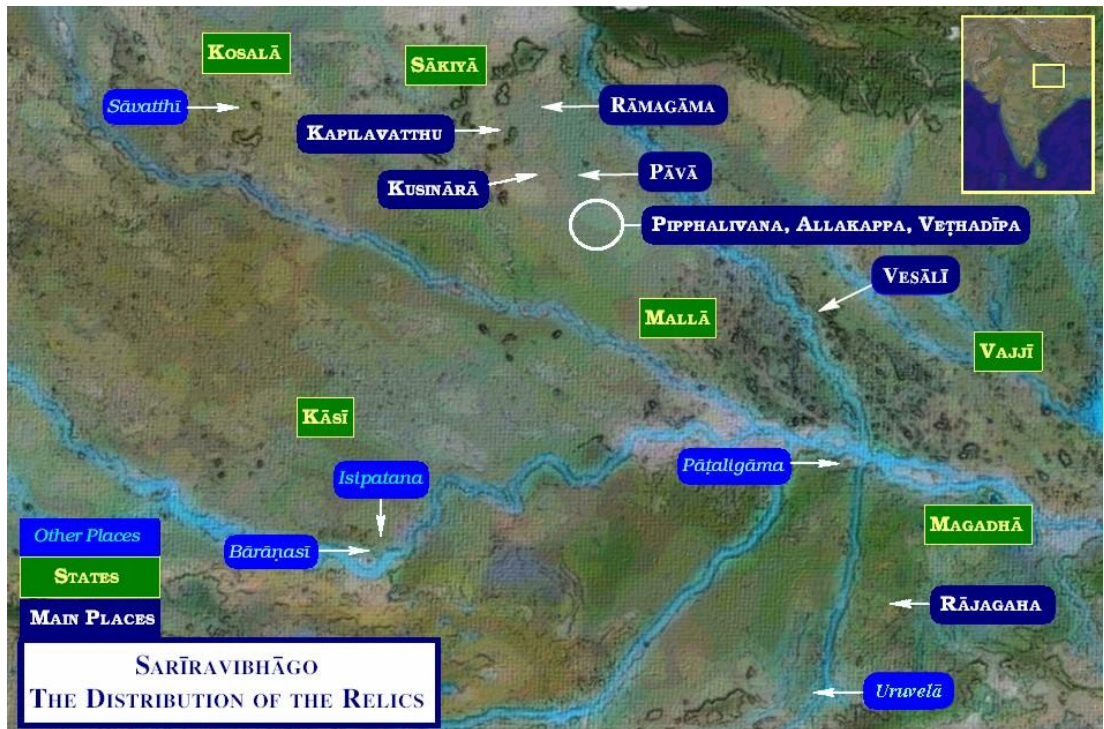 KOSALĀ
SĀKIYĀ
Sāvatthī
RĀMAGĀMA
KAPILAVATTHU
PĀVĀ
KUSINĀRĀ
PIPPHALIVANA, ALLAKAPPA, VEṬHADĪPA
VESĀLĪ
MALLĀ
VAJJĪ
KĀSĪ
Isipatana
Pāṭaligāma
MAGADHĀ
Bārāṇasī
RĀJAGAHA
Uruvelā
Other Places
STATES
MAIN PLACES
SARĪRAVIBHĀGO
THE DISTRIBUTION OF THE RELICS